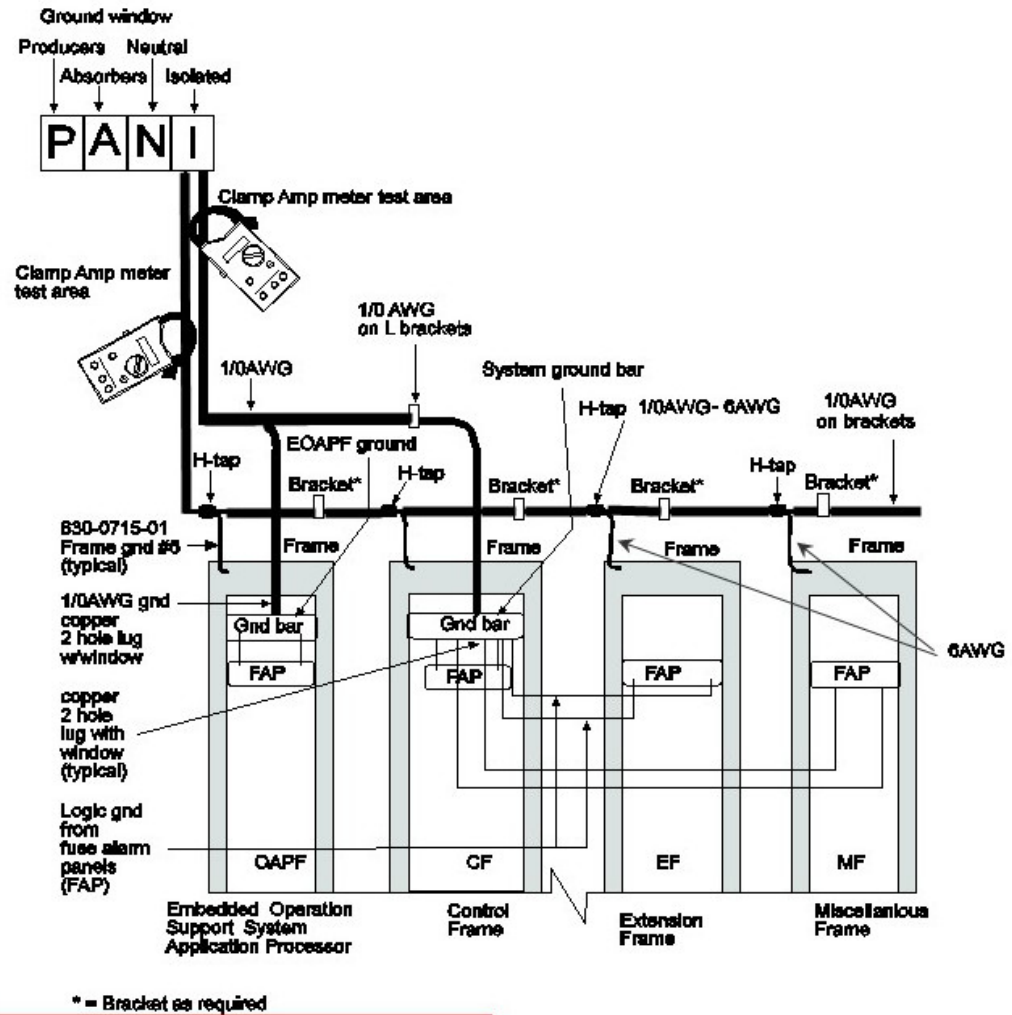 Ground window
Producers Neutral
Absorbers Isolated
P A N I
Clamp Amp meter test area
Clamp Amp meter
test area
1/0 AWG
on L brackets
1/0AWG
System ground bar
H-tap 1/0AWG- 6AWG
1/0AWG
on brackets
EOAPF ground
H-tap
H-tap
H-tap
Bracket*
Bracket*
Bracket*
Bracket*
630-0715-01
Frame gnd #6
(typical)
Frame
Frame
Frame
Frame
1/0AWG gnd
copper
2 hole lug
w/window
Gnd bar
Gnd bar
FAP
FAP
FAP
FAP
6AWG
copper
2 hole
lug with
window
(typical)
Logic gnd
from
fuse alarm
panels
(FAP)
OAPF
CF
EF
MF
Embedded Operation
Support System
Application Processor
Control
Frame
Extension
Frame
Miscellanious
Frame
* = Bracket as required